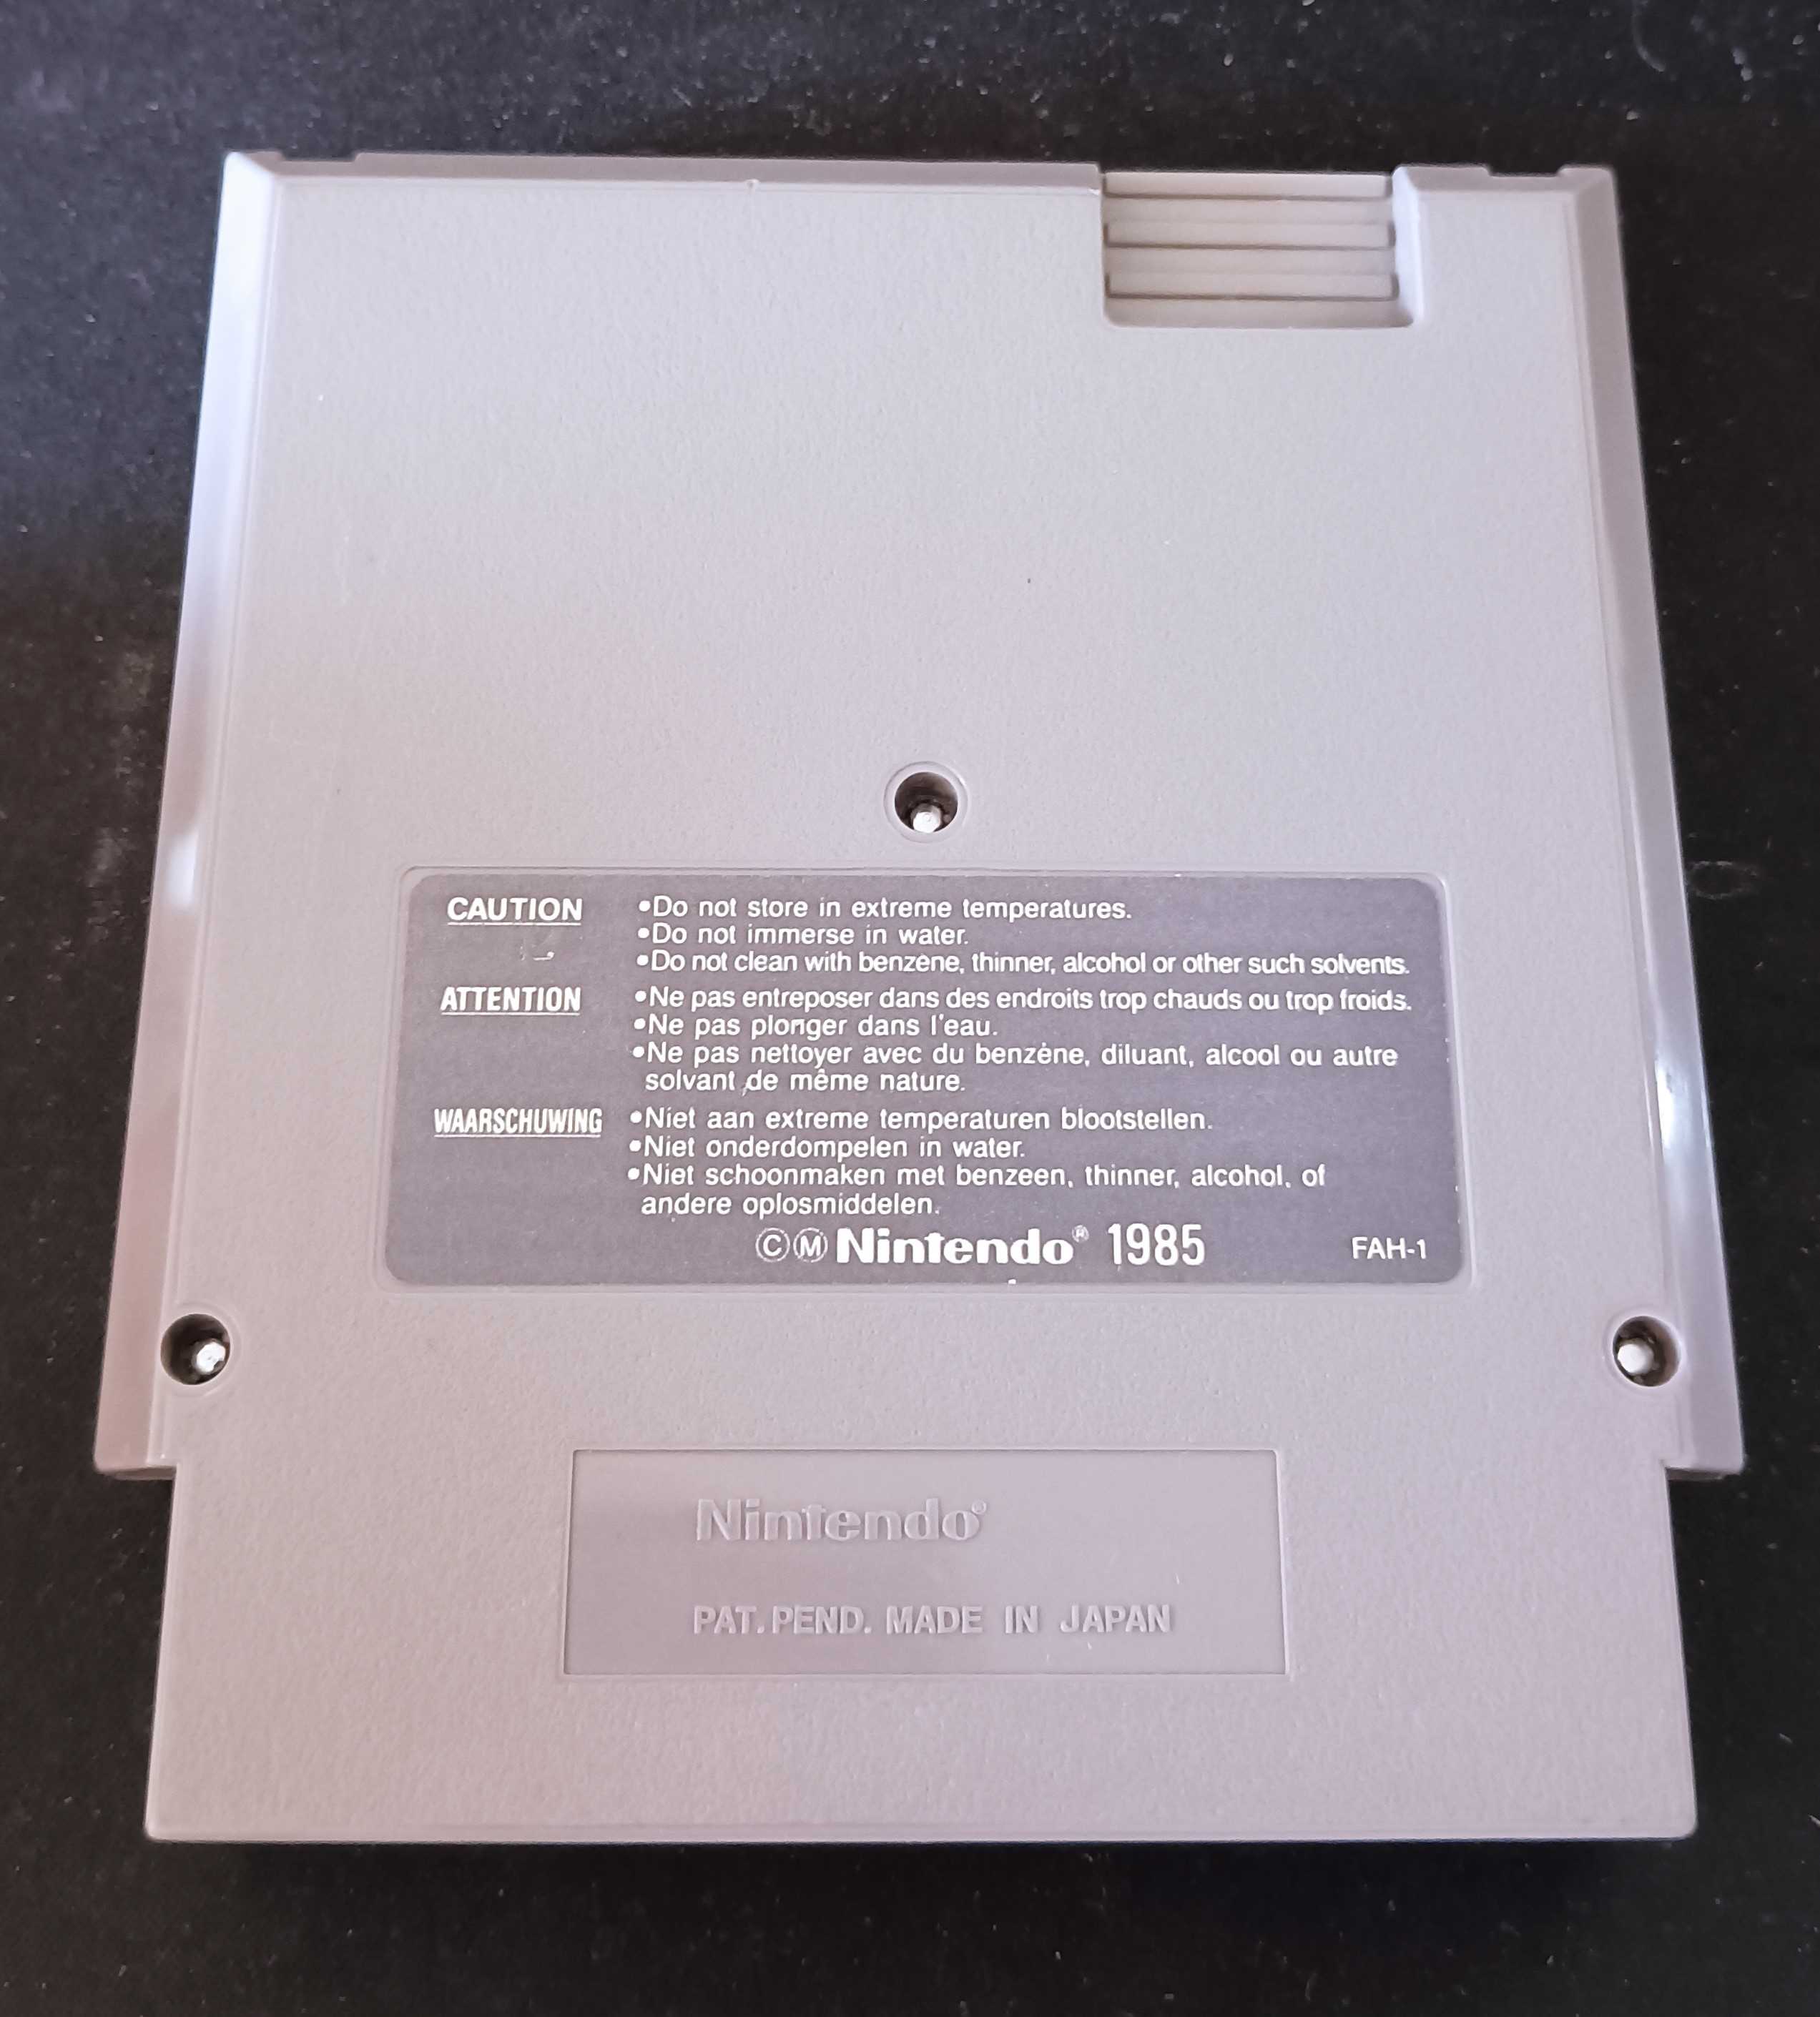 CAUTION •Do not store in extreme temperatures.
•Do not immerse in water.
•Do not clean with benzene, thinner, alcohol or other such solvents.
ATTENTION •Ne pas entreposer dans des endroits trop chauds ou trop froids.
•Ne pas plonger dans l'eau.
•Ne pas nettoyer avec du benzène, diluant, alcool ou autre
solvant de même nature.
WAARSCHUWING •Niet aan extreme temperaturen blootstellen.
•Niet onderdompelen in water.
•Niet schoonmaken met benzeen, thinner, alcohol, of
andere oplosmiddelen.
©Ⓜ Nintendo® 1985 FAH-1
Nintendo®
PAT. PEND. MADE IN JAPAN